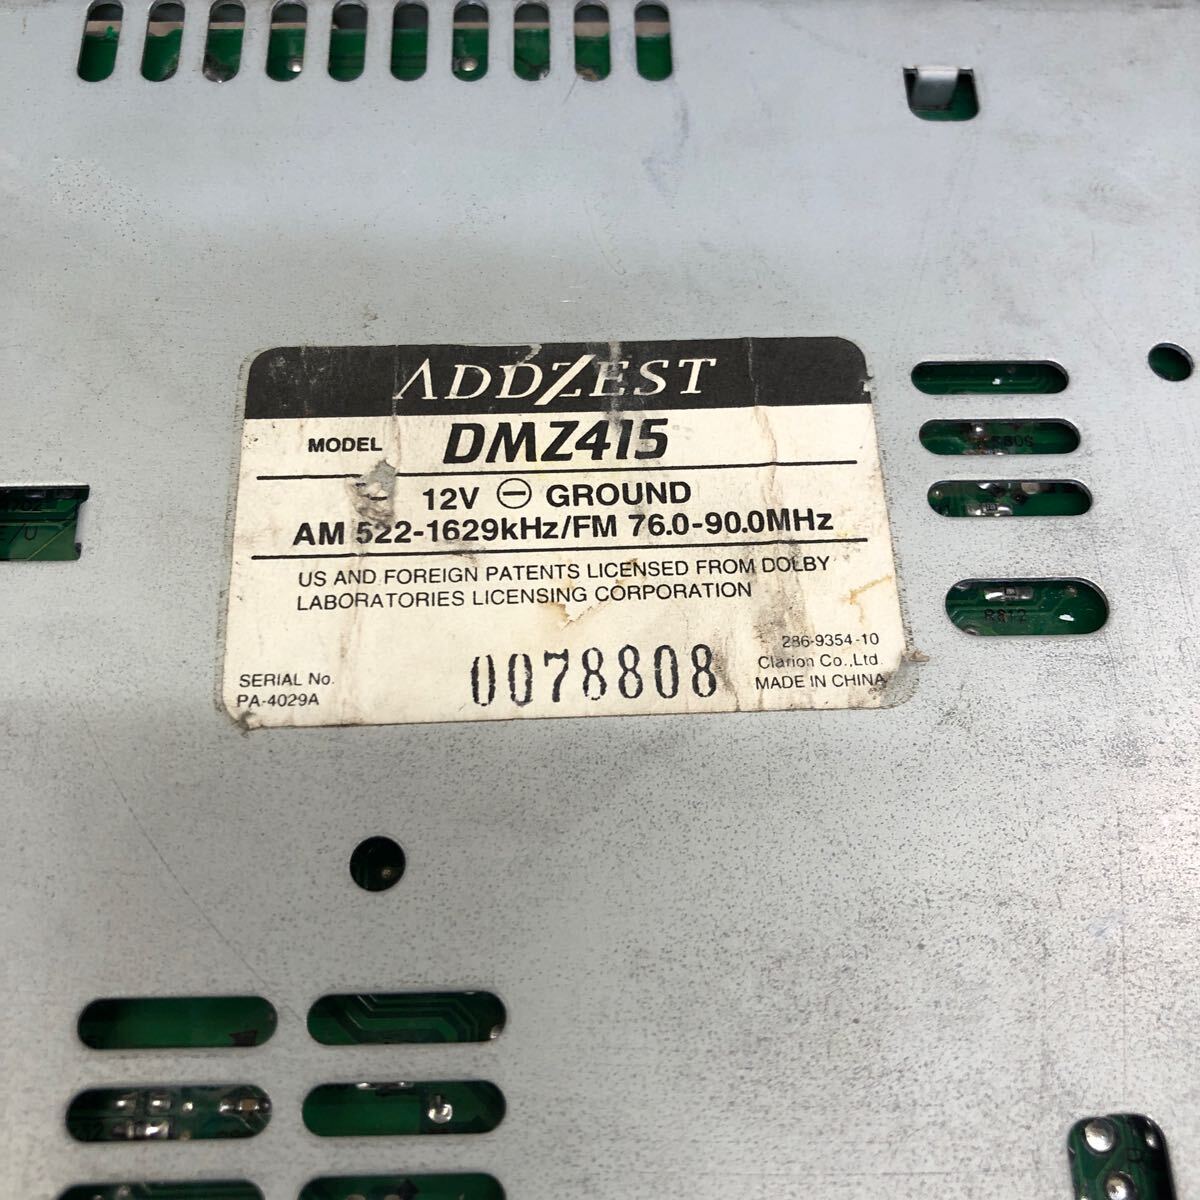 ADDZEST
MODEL DMZ415
12V ⊖ GROUND
AM 522-1629kHz/FM 76.0-90.0MHz
US AND FOREIGN PATENTS LICENSED FROM DOLBY
LABORATORIES LICENSING CORPORATION
286-9354-10
SERIAL No. 0078808 Clarion Co.,Ltd.
PA-4029A MADE IN CHINA
R812